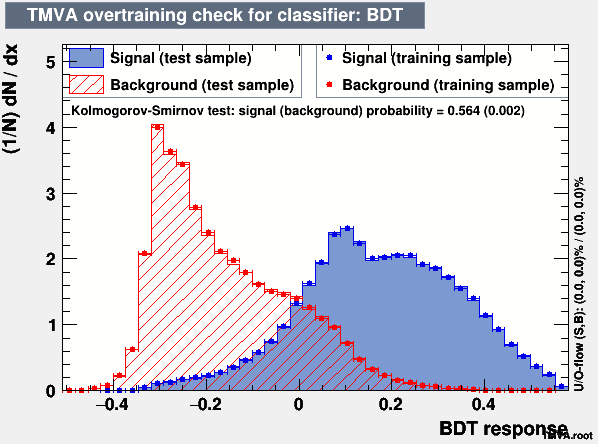 TMVA overtraining check for classifier: BDT
(1/N) dN / dx
Signal (test sample)
Signal (training sample)
Background (test sample)
Background (training sample)
Kolmogorov-Smirnov test: signal (background) probability = 0.564 (0.002)
5
4
3
2
1
0
−0.4 −0.2 0 0.2 0.4
BDT response
U/O-flow (S,B): (0.0, 0.0)% / (0.0, 0.0)%
TMVA.root